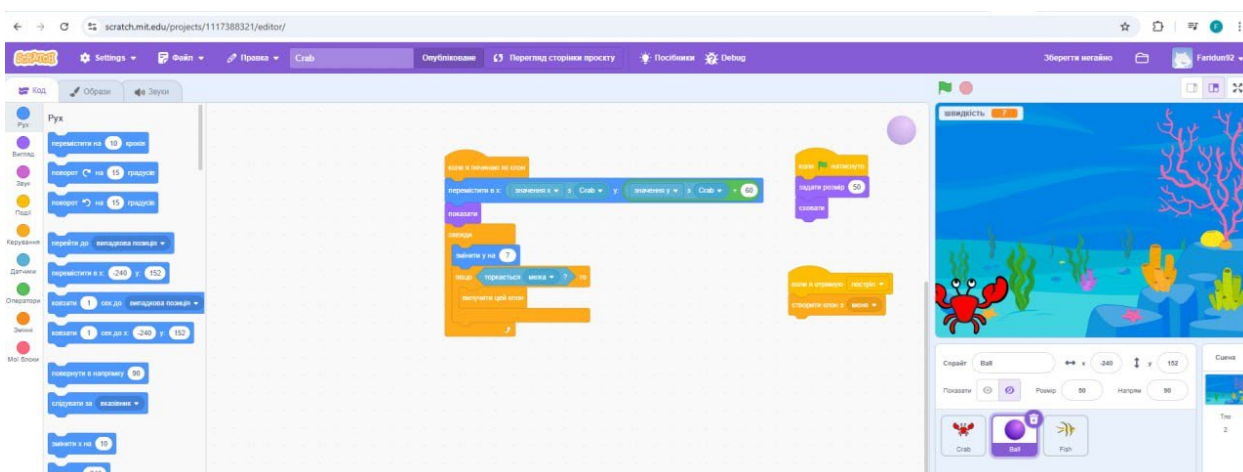 scratch.mit.edu/projects/1117388321/editor/
SCRATCH Settings Файл Правка Crab Опубліковане Перегляд сторінки проєкту Посібники Debug Зберегти негайно Faridun92
Код Образи Звуки
Рух
Вигляд
Звук
Події
Керування
Датчики
Оператори
Змінні
Мої блоки
Рух
перемістити на 10 кроків
поворот 15 градусів
поворот 15 градусів
перейти до випадкова позиція
перемістити в x: -240 y: 152
ковзати 1 сек до випадкова позиція
ковзати 1 сек до x: -240 y: 152
повернути в напрямку 90
слідувати за вказівник
змінити x на 10
коли я починаю як клон
перемістити в x: значення x з Crab y: значення y з Crab + 60
показати
завжди
змінити y на 7
якщо торкається межа ? то
вилучити цей клон
коли натиснуто
задати розмір 50
сховати
коли я отримую постріл
створити клон з мене
швидкість 7
Спрайт Ball x -240 y 152
Показати Розмір 50 Напрям 90
Crab Ball Fish
Сцена
Тло
2